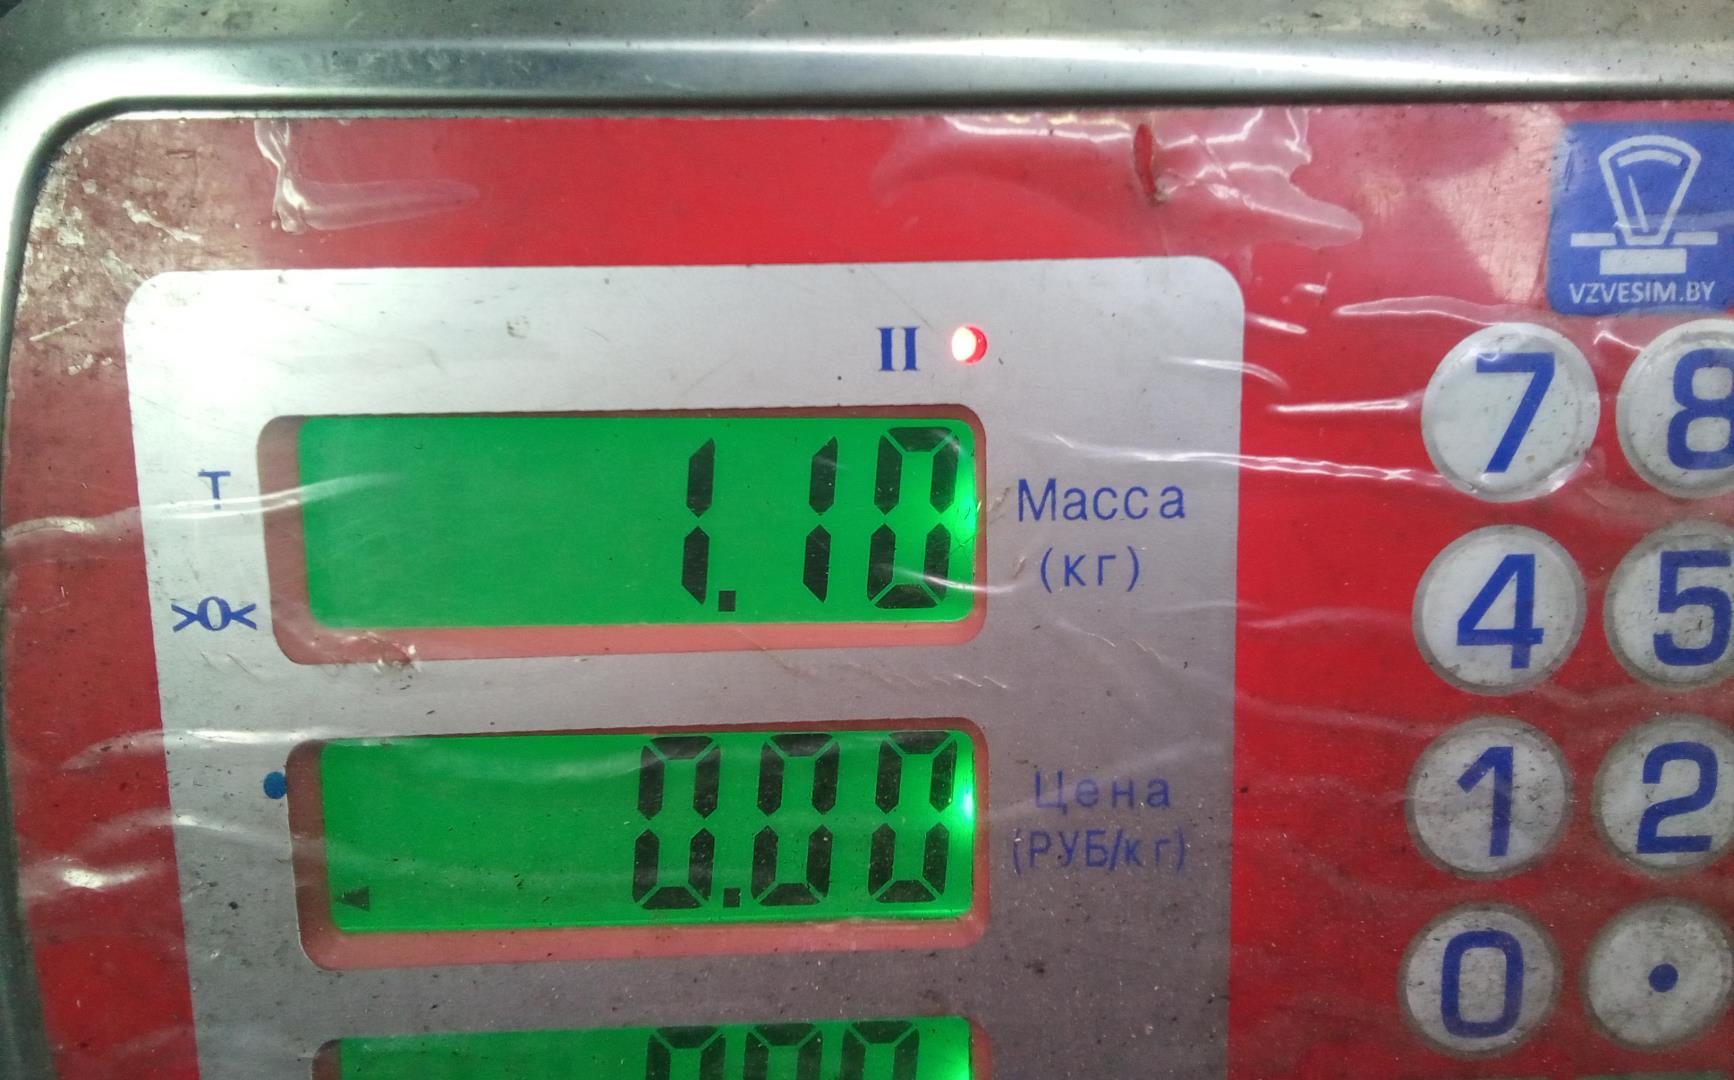 VZVESIM.BY
II
T
1.10
Масса
(кг)
>0<
0.00
Цена
(РУБ/кг)
7 8
4 5
1 2
0 .